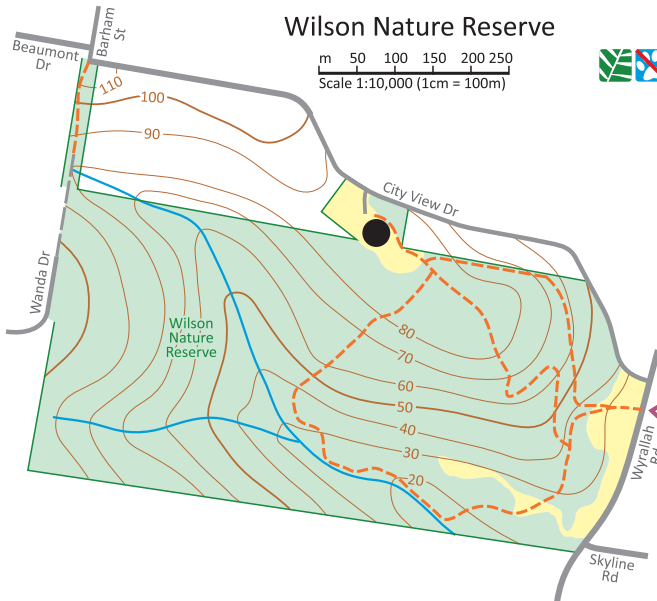 Wilson Nature Reserve
m 50 100 150 200 250
Scale 1:10,000 (1cm = 100m)
Beaumont
Dr
Barham
St
110
100
90
City View Dr
Wanda Dr
Wilson
Nature
Reserve
80
70
60
50
40
30
20
Wyrallah
Rd
Skyline
Rd